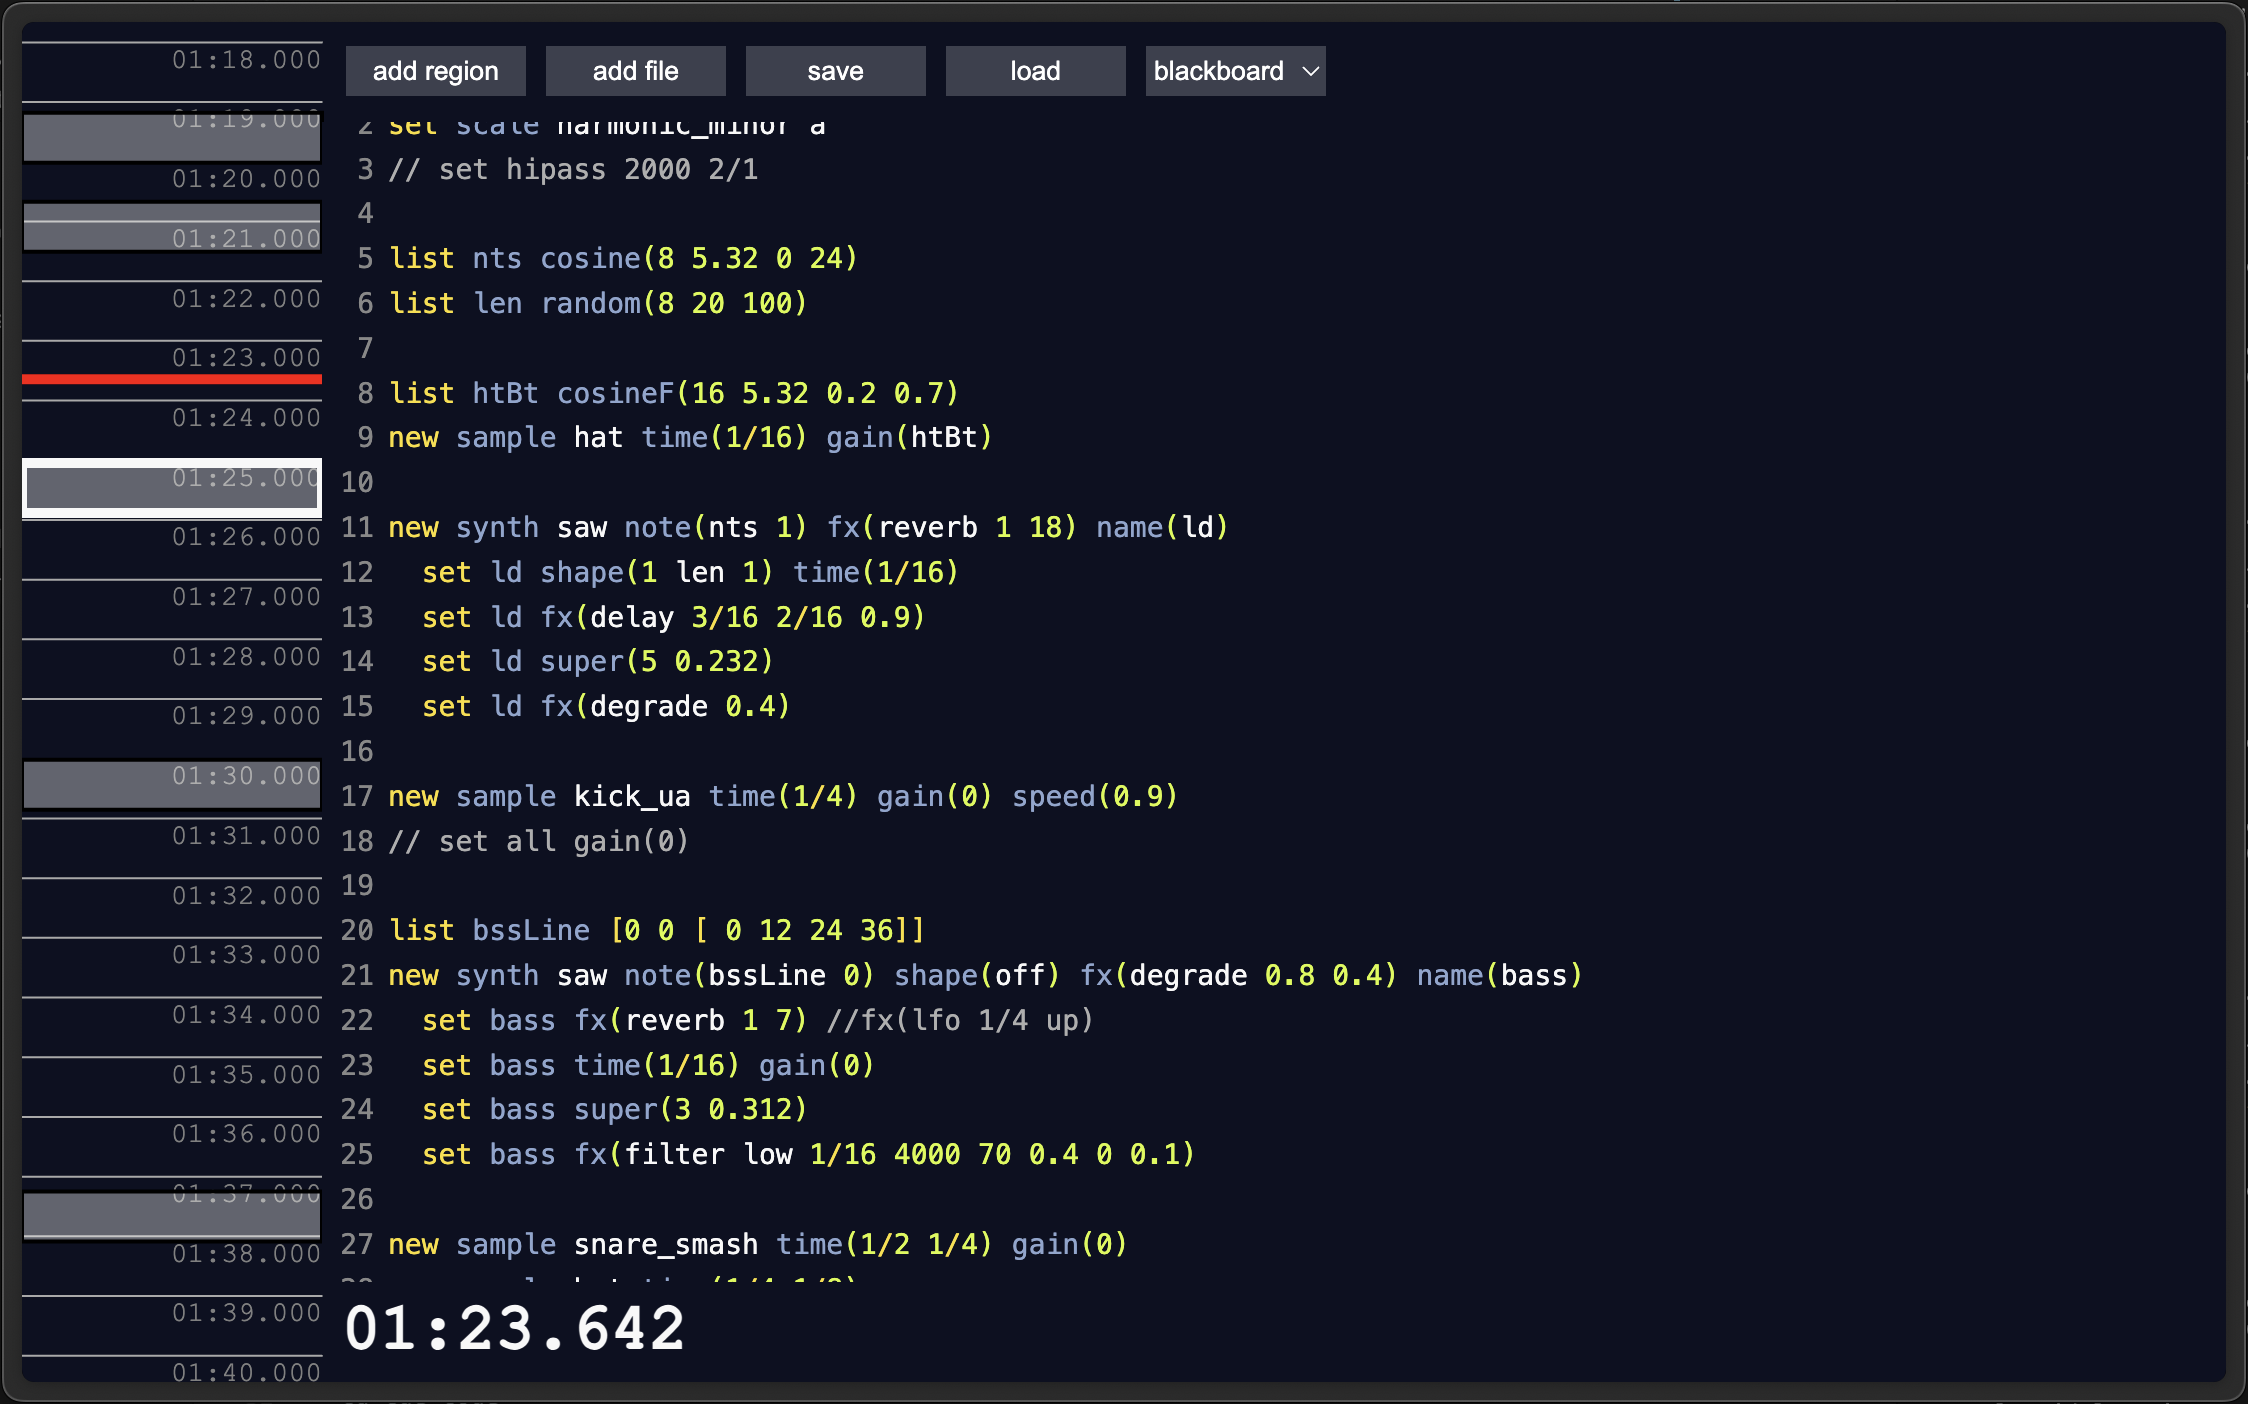 add region add file save load blackboard
01:18.000
01:19.000
01:20.000
01:21.000
01:22.000
01:23.000
01:24.000
01:25.000
01:26.000
01:27.000
01:28.000
01:29.000
01:30.000
01:31.000
01:32.000
01:33.000
01:34.000
01:35.000
01:36.000
01:37.000
01:38.000
01:39.000
01:40.000
2 set scale harmonic_minor a
3 // set hipass 2000 2/1
4
5 list nts cosine(8 5.32 0 24)
6 list len random(8 20 100)
7
8 list htBt cosineF(16 5.32 0.2 0.7)
9 new sample hat time(1/16) gain(htBt)
10
11 new synth saw note(nts 1) fx(reverb 1 18) name(ld)
12   set ld shape(1 len 1) time(1/16)
13   set ld fx(delay 3/16 2/16 0.9)
14   set ld super(5 0.232)
15   set ld fx(degrade 0.4)
16
17 new sample kick_ua time(1/4) gain(0) speed(0.9)
18 // set all gain(0)
19
20 list bssLine [0 0 [ 0 12 24 36]]
21 new synth saw note(bssLine 0) shape(off) fx(degrade 0.8 0.4) name(bass)
22   set bass fx(reverb 1 7) //fx(lfo 1/4 up)
23   set bass time(1/16) gain(0)
24   set bass super(3 0.312)
25   set bass fx(filter low 1/16 4000 70 0.4 0 0.1)
26
27 new sample snare_smash time(1/2 1/4) gain(0)
01:23.642